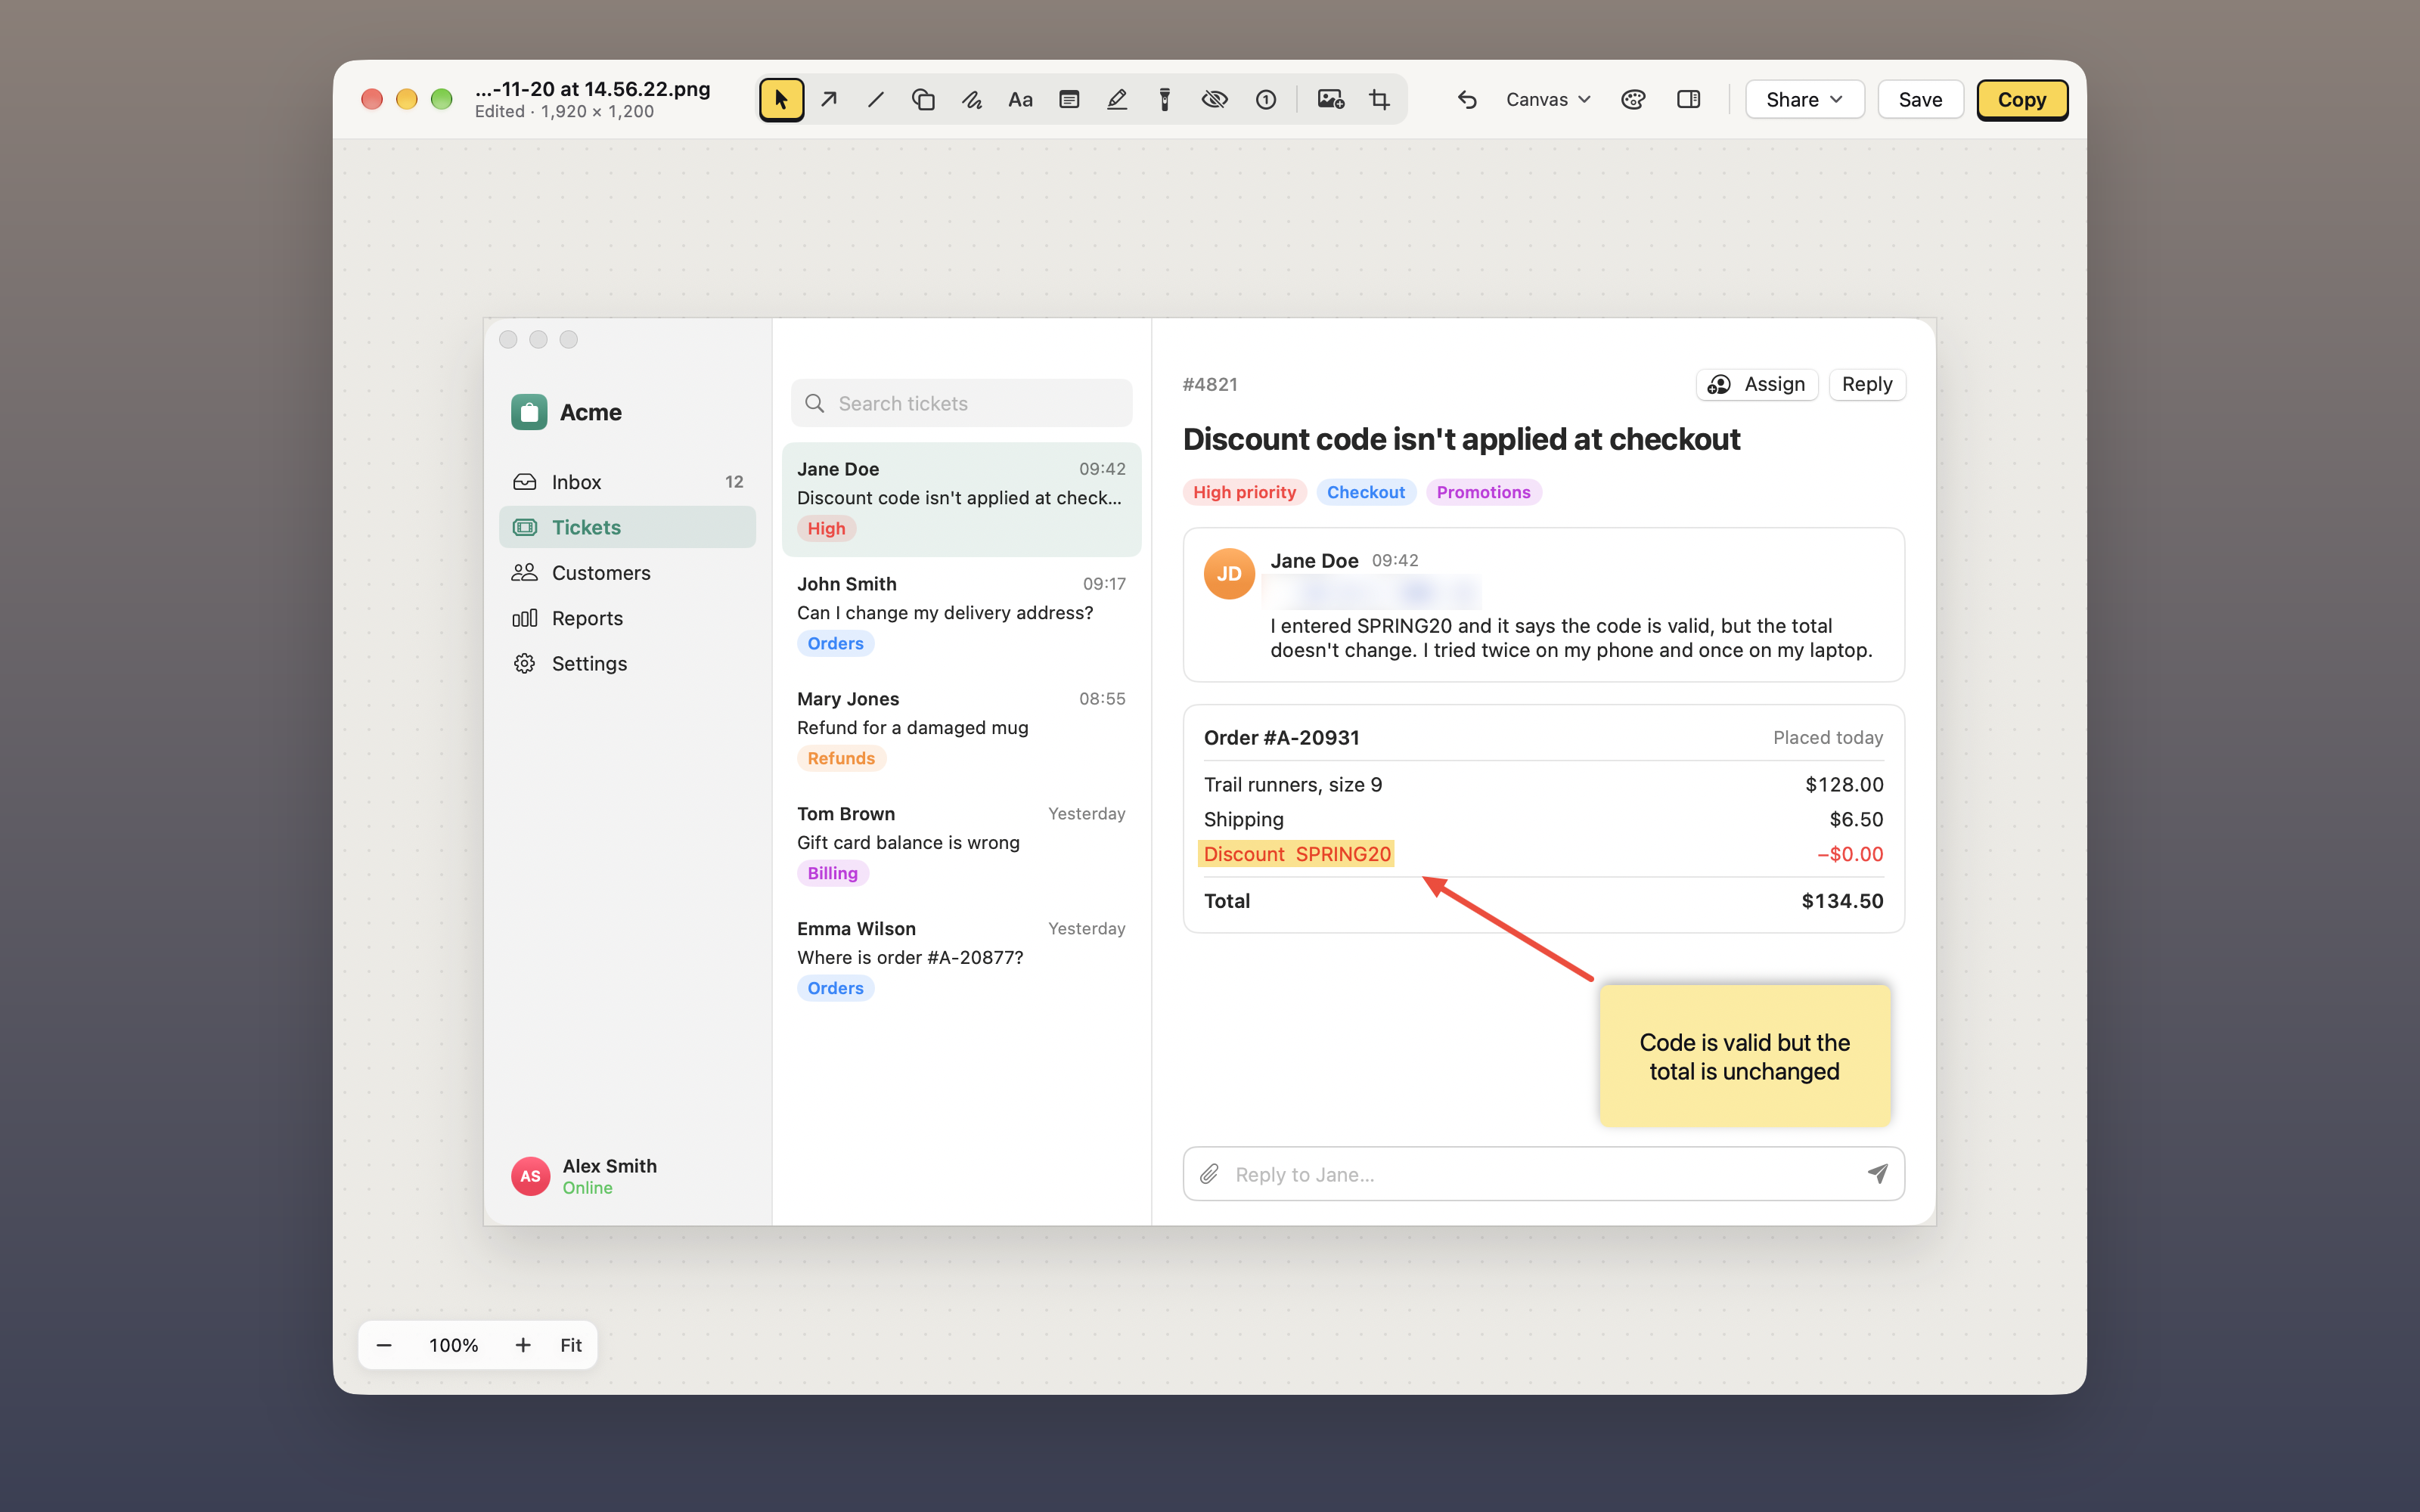 ...-11-20 at 14.56.22.png
Edited · 1,920 × 1,200
Aa
1
Canvas
Share
Save
Copy
Acme
Inbox 12
Tickets
Customers
Reports
Settings
AS
Alex Smith
Online
Search tickets
Jane Doe 09:42
Discount code isn't applied at check...
High
John Smith 09:17
Can I change my delivery address?
Orders
Mary Jones 08:55
Refund for a damaged mug
Refunds
Tom Brown Yesterday
Gift card balance is wrong
Billing
Emma Wilson Yesterday
Where is order #A-20877?
Orders
#4821
Assign
Reply
Discount code isn't applied at checkout
High priority Checkout Promotions
JD
Jane Doe 09:42
I entered SPRING20 and it says the code is valid, but the total
doesn't change. I tried twice on my phone and once on my laptop.
Order #A-20931 Placed today
Trail runners, size 9 $128.00
Shipping $6.50
Discount SPRING20 –$0.00
Total $134.50
Code is valid but the
total is unchanged
Reply to Jane...
100%
Fit